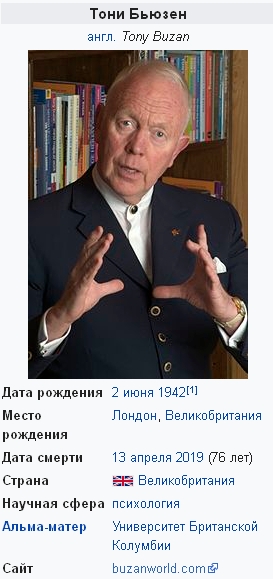 Тони Бьюзен
англ. Tony Buzan
Дата рождения 2 июня 1942[1]
Место Лондон, Великобритания
рождения
Дата смерти 13 апреля 2019 (76 лет)
Страна Великобритания
Научная сфера психология
Альма-матер Университет Британской
Колумбии
Сайт buzanworld.com